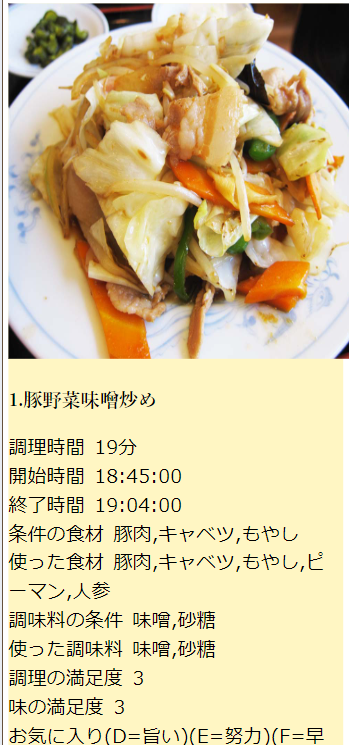 1.豚野菜味噌炒め
調理時間 19分
開始時間 18:45:00
終了時間 19:04:00
条件の食材 豚肉,キャベツ,もやし
使った食材 豚肉,キャベツ,もやし,ピ
ーマン,人参
調味料の条件 味噌,砂糖
使った調味料 味噌,砂糖
調理の満足度 3
味の満足度 3
お気に入り(D=旨い)(E=努力)(F=早